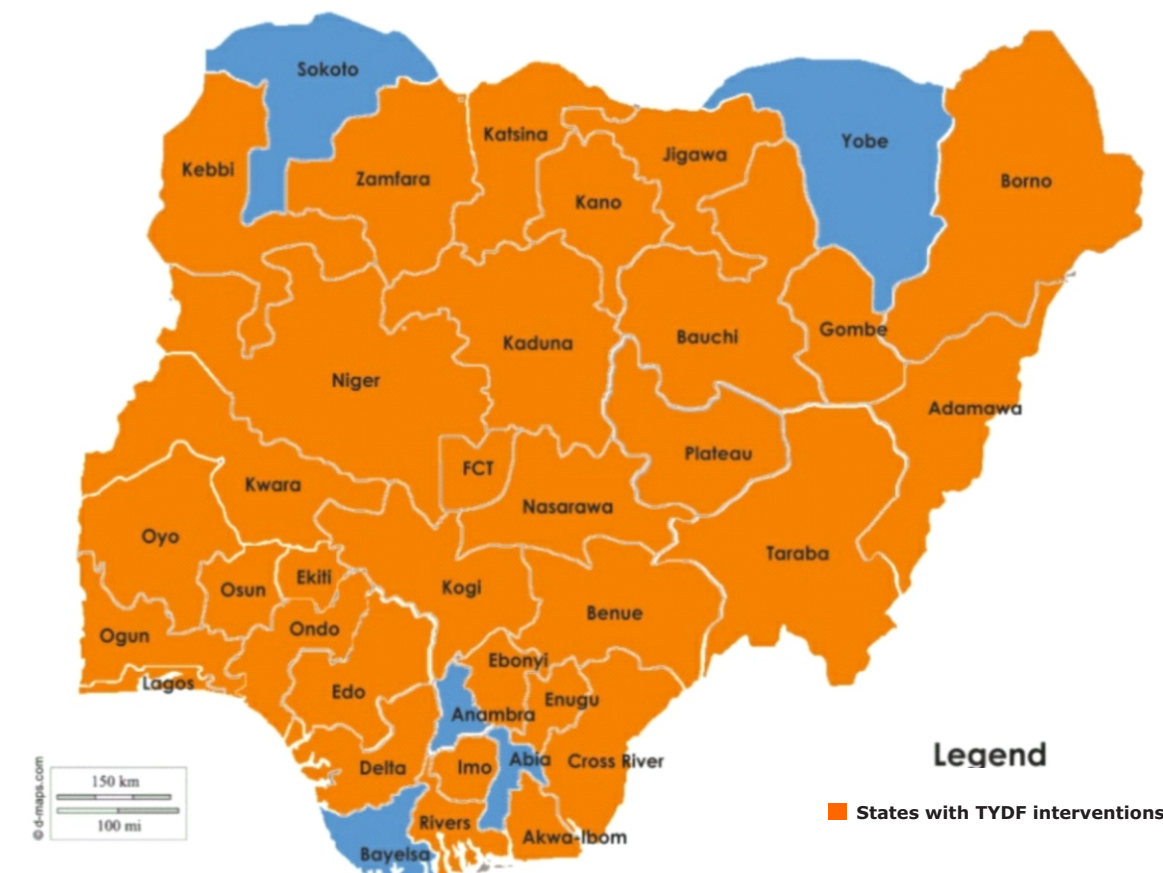 Sokoto
Yobe
Katsina
Jigawa
Kebbi
Zamfara
Borno
Kano
Gombe
Bauchi
Kaduna
Niger
Adamawa
Plateau
FCT
Kwara
Nasarawa
Oyo
Taraba
Ekiti
Kogi
Osun
Benue
Ondo
Ogun
Ebonyi
Lagos
Edo
Enugu
Anambra
Legend
Abia
Cross River
Delta
Imo
150 km
100 mi
© d-maps.com
States with TYDF interventions
Rivers
Akwa-Ibom
Bayelsa